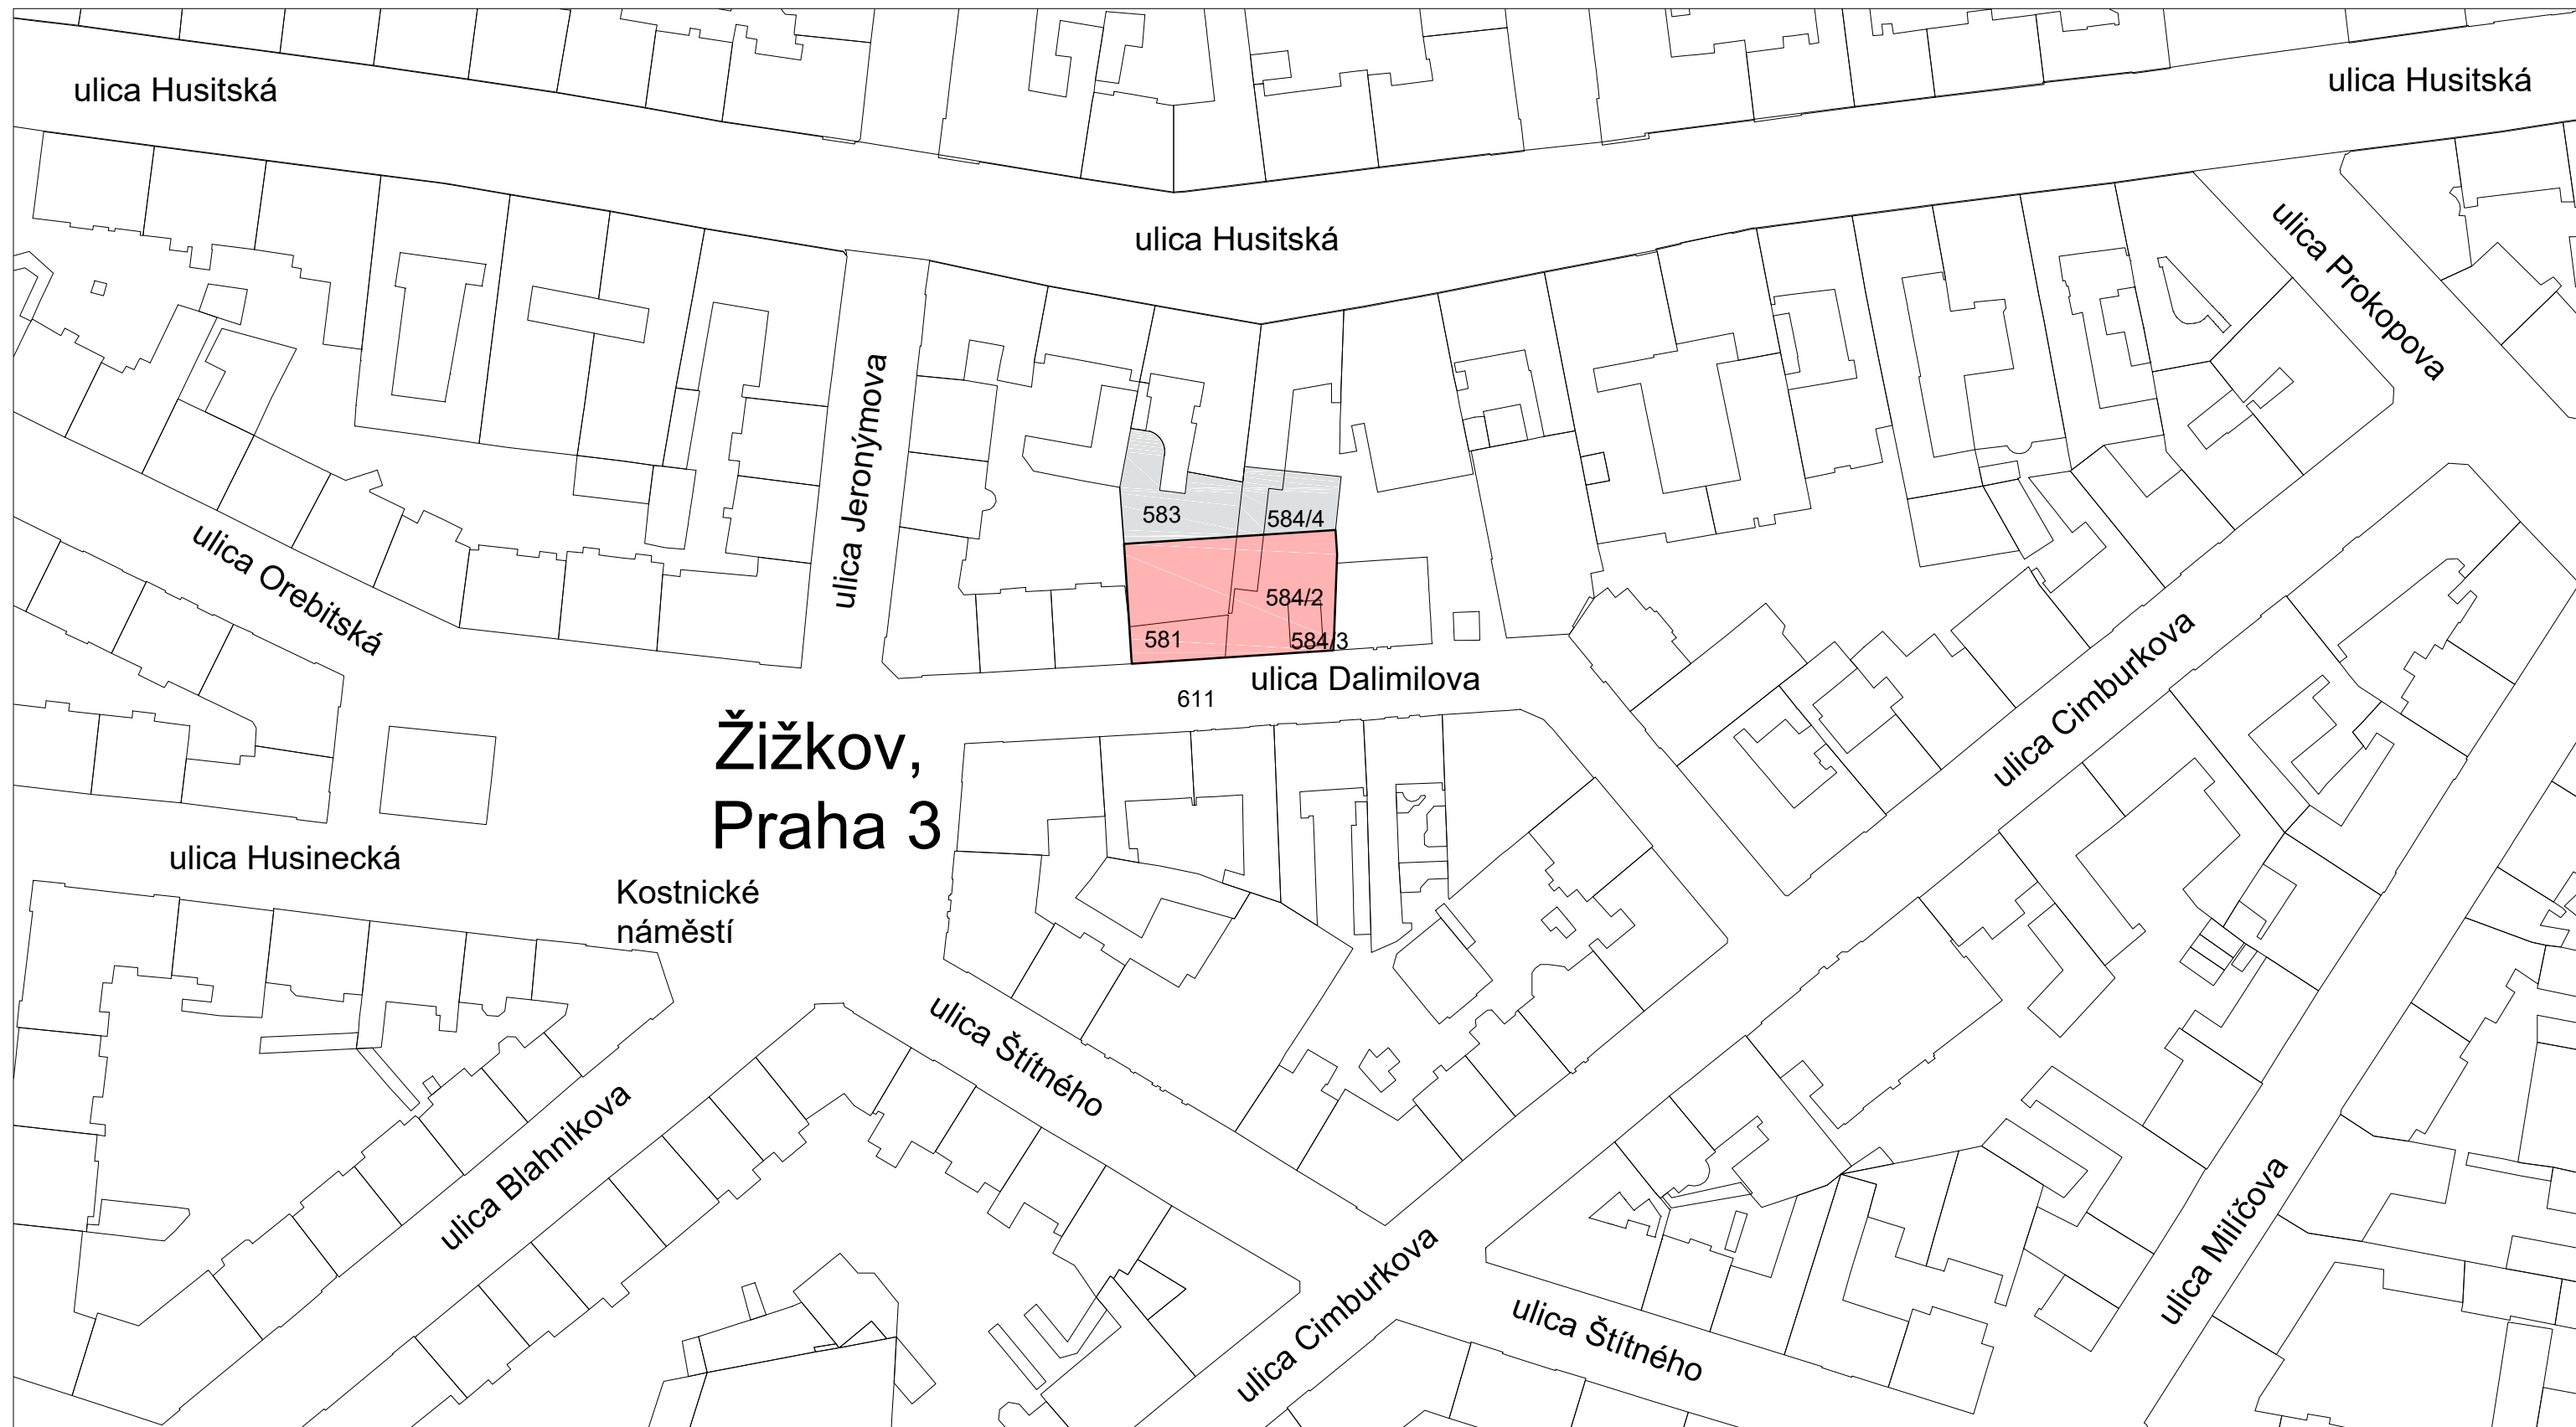 ulica Husitská
ulica Husitská
ulica Husitská
ulica Prokopova
ulica Jeronýmova
ulica Orebitská
583
584/4
584/2
581
584/3
ulica Dalimilova
611
ulica Cimburkova
Žižkov,
Praha 3
ulica Husinecká
Kostnické
náměstí
ulica Štítného
ulica Blahnikova
ulica Milíčova
ulica Cimburkova
ulica Štítného